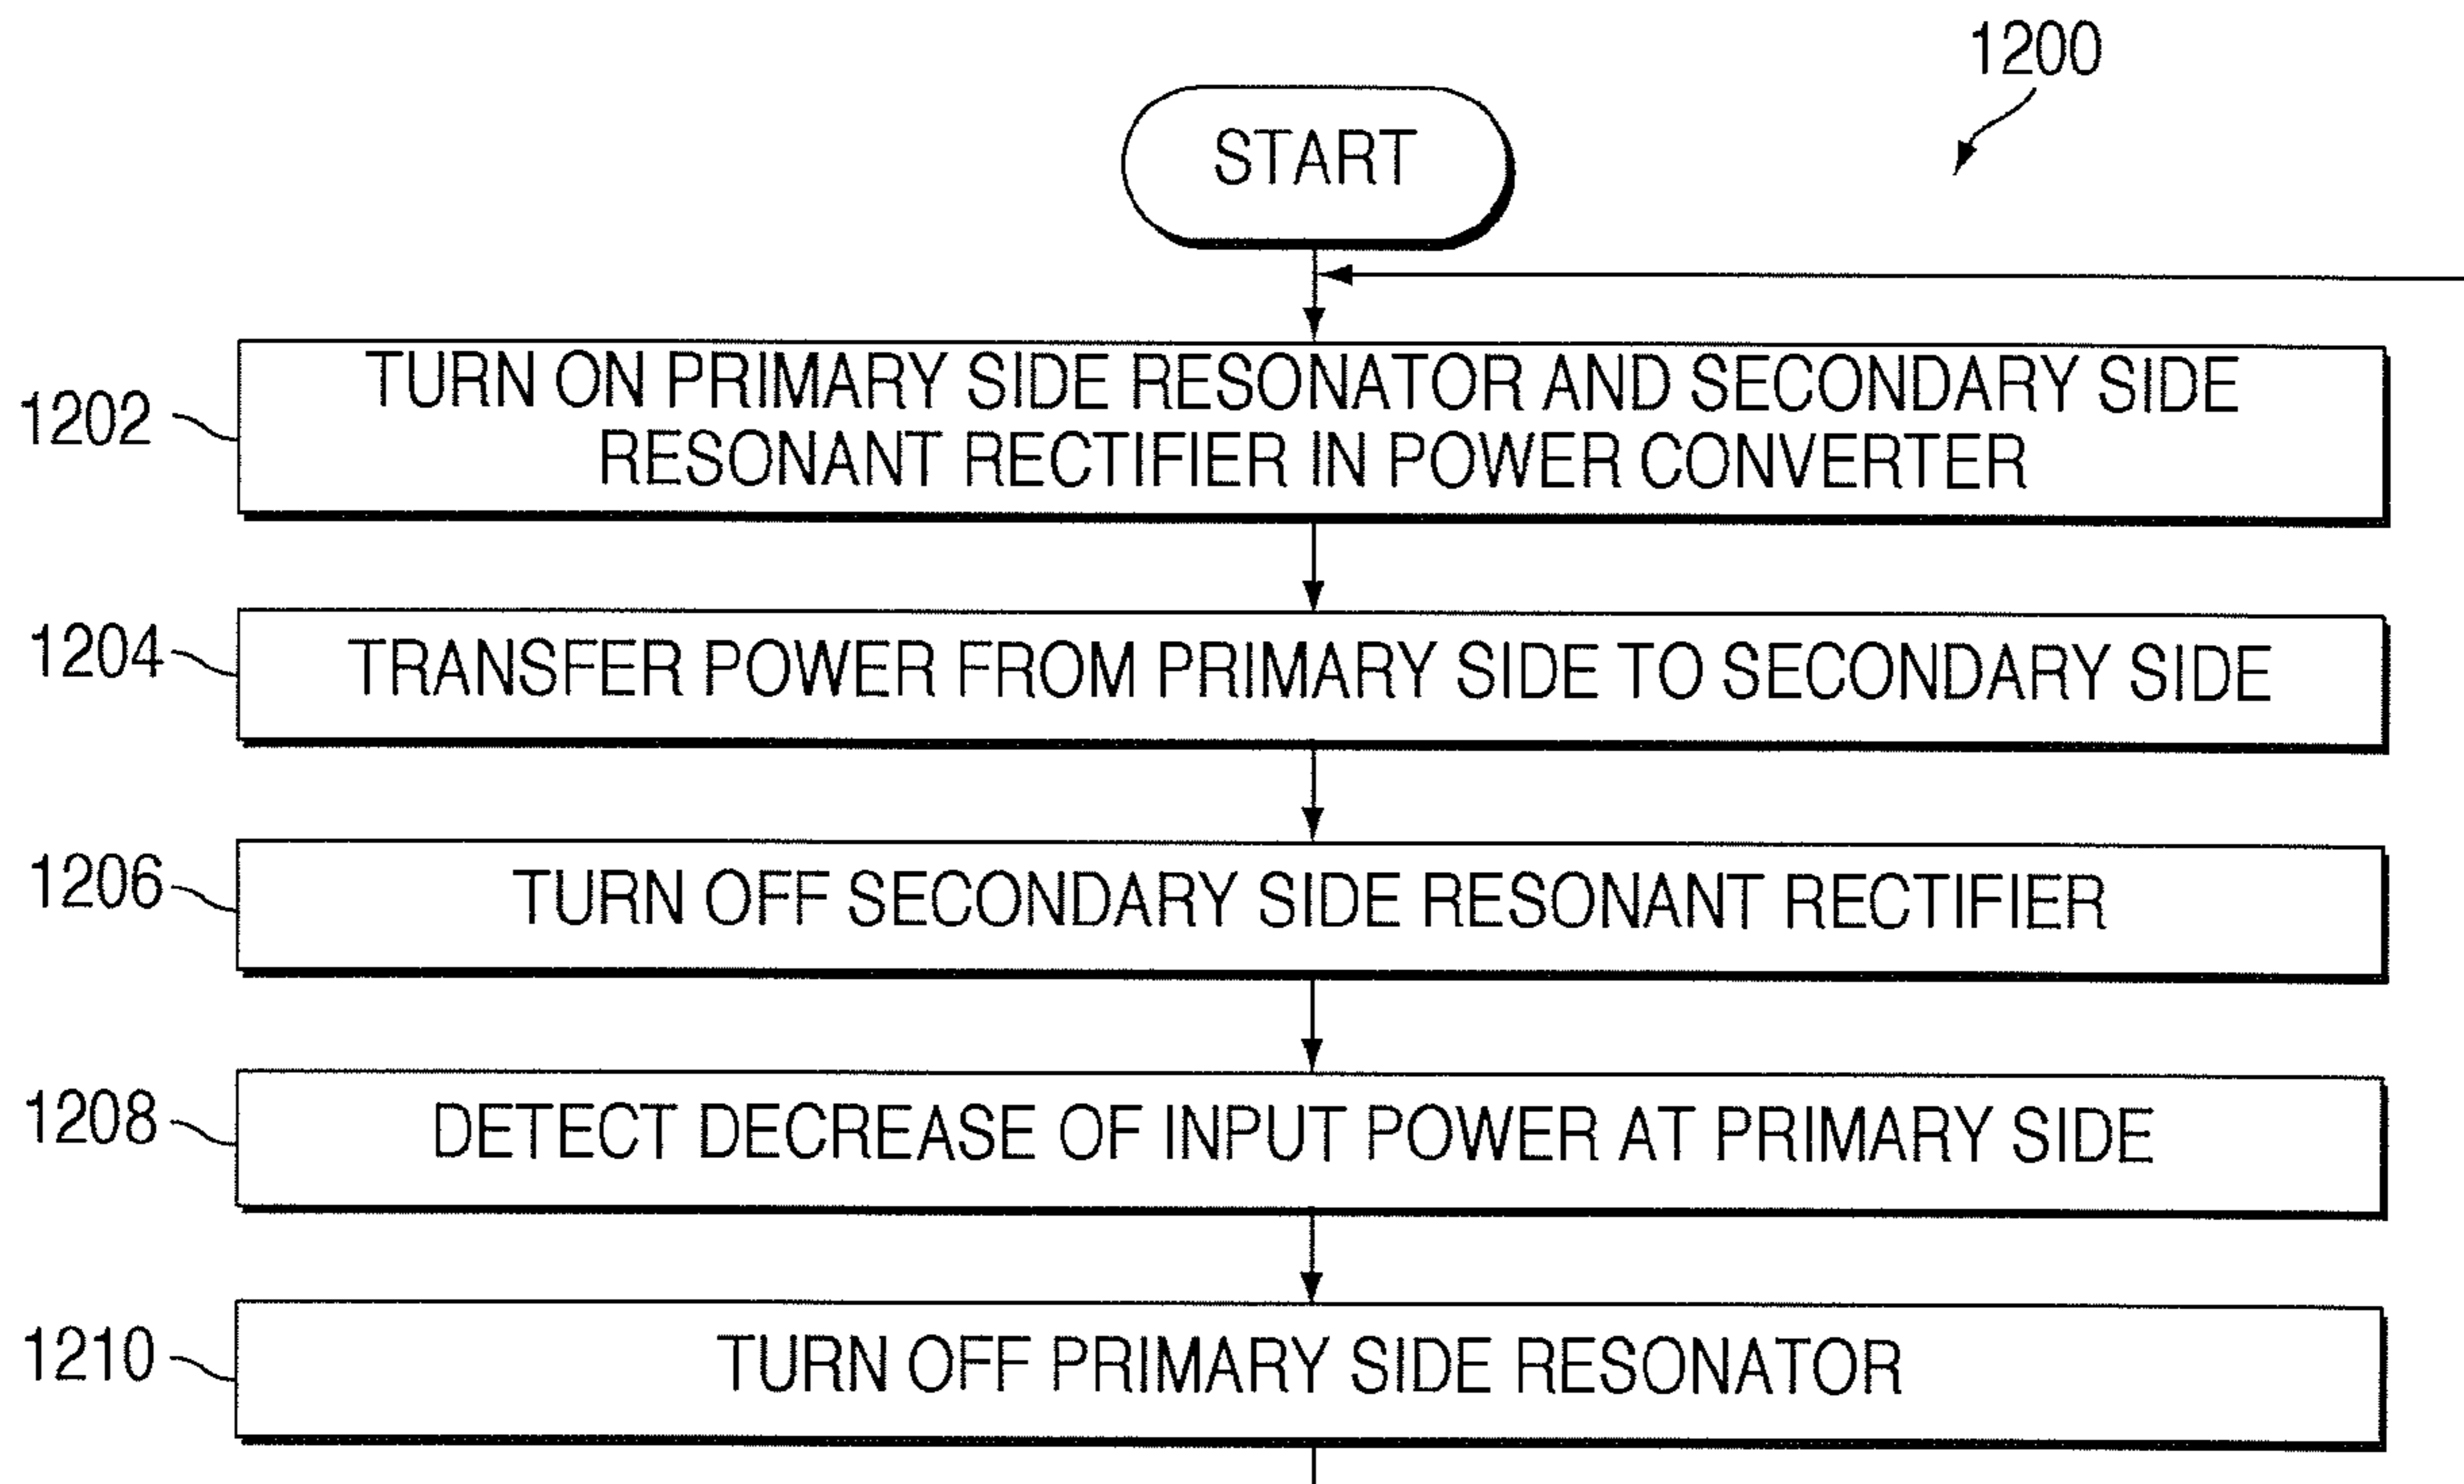 1200
START
1202
TURN ON PRIMARY SIDE RESONATOR AND SECONDARY SIDE
RESONANT RECTIFIER IN POWER CONVERTER
1204
TRANSFER POWER FROM PRIMARY SIDE TO SECONDARY SIDE
1206
TURN OFF SECONDARY SIDE RESONANT RECTIFIER
1208
DETECT DECREASE OF INPUT POWER AT PRIMARY SIDE
1210
TURN OFF PRIMARY SIDE RESONATOR